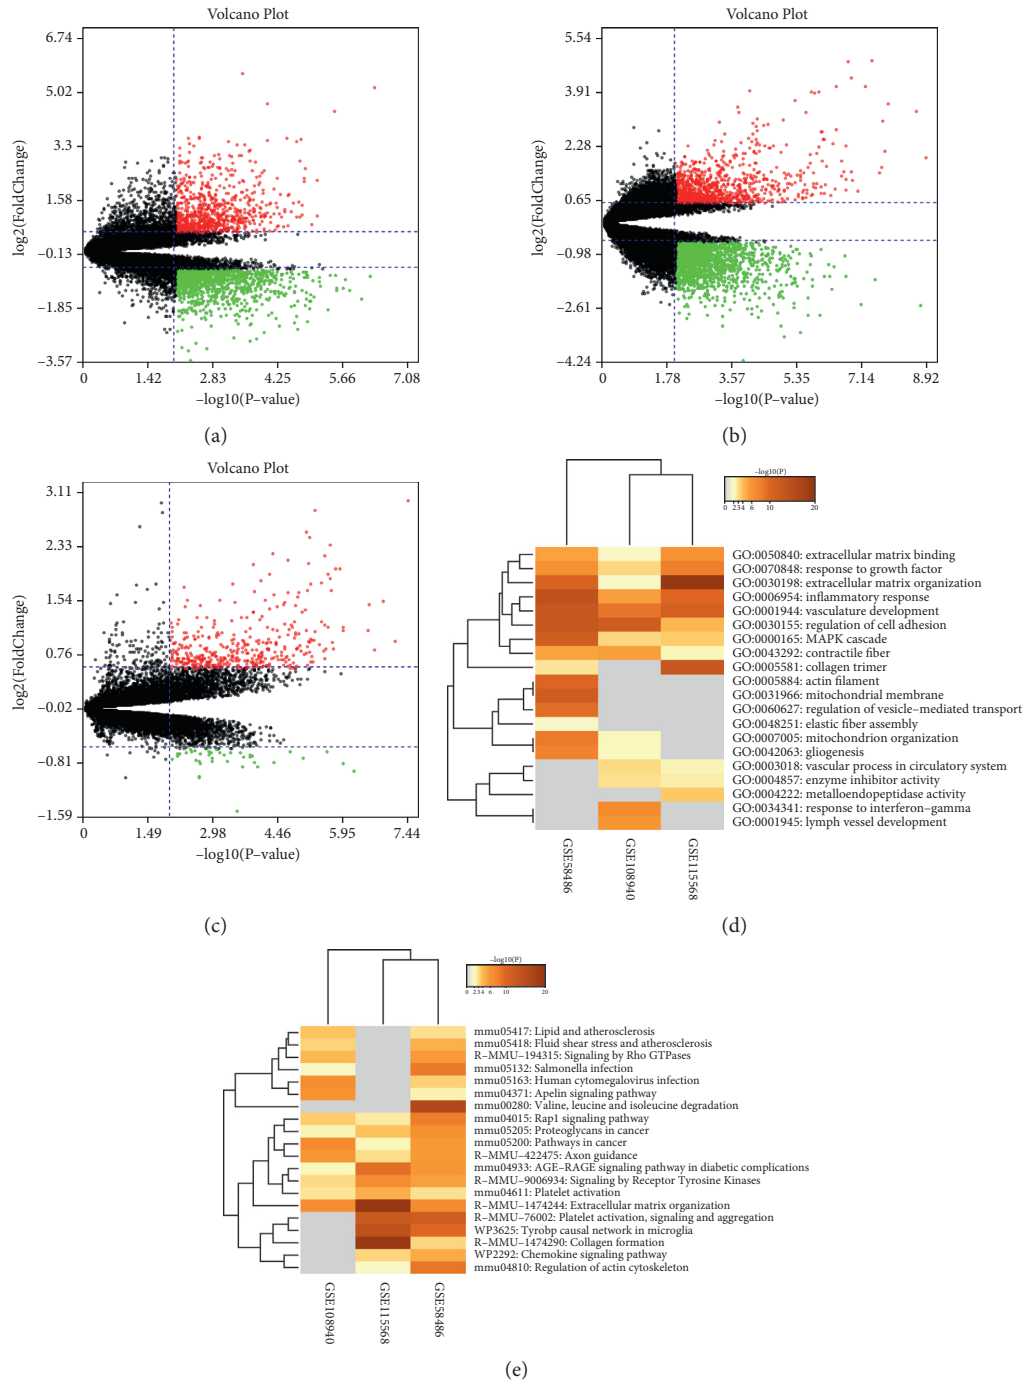 Volcano Plot
6.74
5.02
3.3
1.58
−0.13
−1.85
−3.57
log2(FoldChange)
0 1.42 2.83 4.25 5.66 7.08
−log10(P−value)
(a)
Volcano Plot
5.54
3.91
2.28
0.65
−0.98
−2.61
−4.24
log2(FoldChange)
0 1.78 3.57 5.35 7.14 8.92
−log10(P−value)
(b)
Volcano Plot
3.11
2.33
1.54
0.76
−0.02
−0.81
−1.59
log2(FoldChange)
0 1.49 2.98 4.46 5.95 7.44
−log10(P−value)
(c)
−log10(P)
0 2 3 4 6 10 20
GO:0050840: extracellular matrix binding
GO:0070848: response to growth factor
GO:0030198: extracellular matrix organization
GO:0006954: inflammatory response
GO:0001944: vasculature development
GO:0030155: regulation of cell adhesion
GO:0000165: MAPK cascade
GO:0043292: contractile fiber
GO:0005581: collagen trimer
GO:0005884: actin filament
GO:0031966: mitochondrial membrane
GO:0060627: regulation of vesicle−mediated transport
GO:0048251: elastic fiber assembly
GO:0007005: mitochondrion organization
GO:0042063: gliogenesis
GO:0003018: vascular process in circulatory system
GO:0004857: enzyme inhibitor activity
GO:0004222: metalloendopeptidase activity
GO:0034341: response to interferon−gamma
GO:0001945: lymph vessel development
GSE58486
GSE108940
GSE115568
(d)
−log10(P)
0 2 3 4 6 10 20
mmu05417: Lipid and atherosclerosis
mmu05418: Fluid shear stress and atherosclerosis
R−MMU−194315: Signaling by Rho GTPases
mmu05132: Salmonella infection
mmu05163: Human cytomegalovirus infection
mmu04371: Apelin signaling pathway
mmu00280: Valine, leucine and isoleucine degradation
mmu04015: Rap1 signaling pathway
mmu05205: Proteoglycans in cancer
mmu05200: Pathways in cancer
R−MMU−422475: Axon guidance
mmu04933: AGE−RAGE signaling pathway in diabetic complications
R−MMU−9006934: Signaling by Receptor Tyrosine Kinases
mmu04611: Platelet activation
R−MMU−1474244: Extracellular matrix organization
R−MMU−76002: Platelet activation, signaling and aggregation
WP3625: Tyrobp causal network in microglia
R−MMU−1474290: Collagen formation
WP2292: Chemokine signaling pathway
mmu04810: Regulation of actin cytoskeleton
GSE108940
GSE115568
GSE58486
(e)